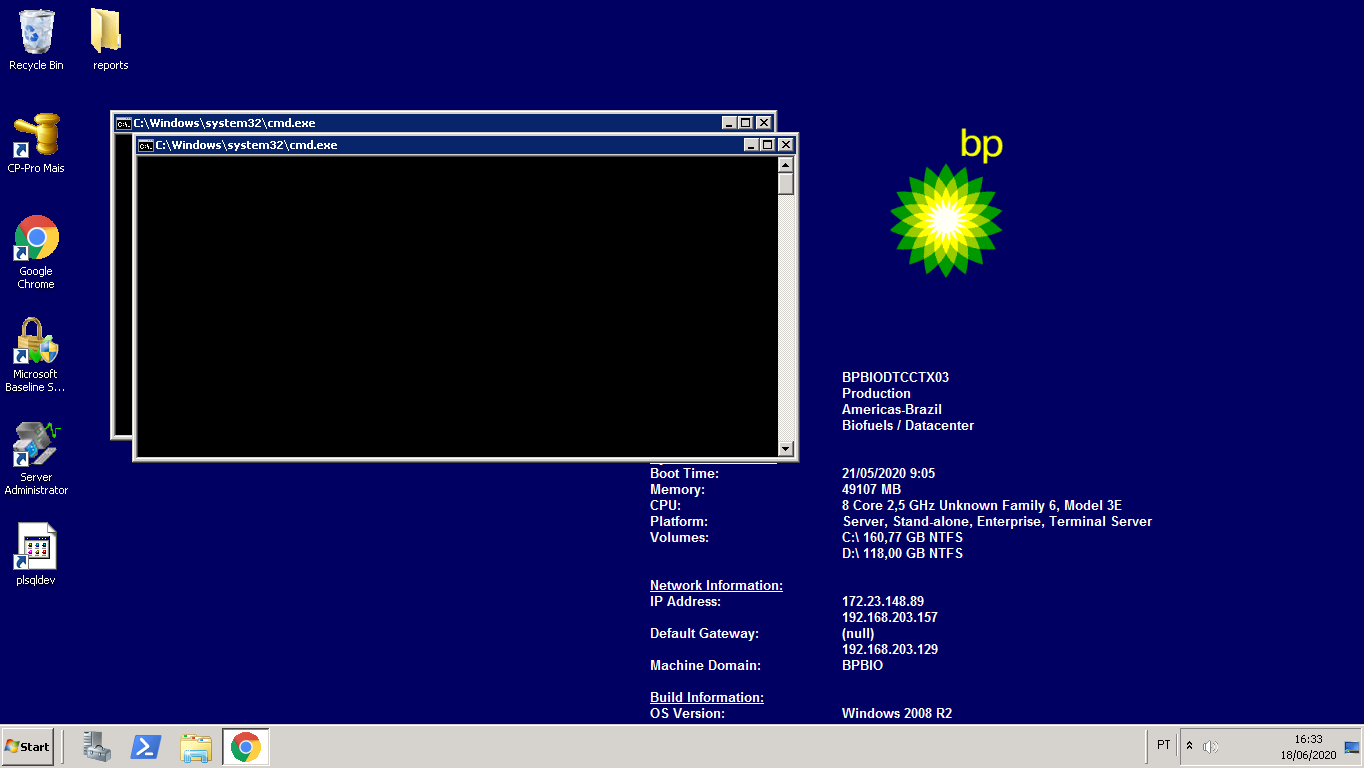 Recycle Bin
reports
CP-Pro Mais
Google
Chrome
Microsoft
Baseline S...
Server
Administrator
plsqldev
C:\Windows\system32\cmd.exe
C:\Windows\system32\cmd.exe
bp
BPBIODTCCTX03
Production
Americas-Brazil
Biofuels / Datacenter
Boot Time: 21/05/2020 9:05
Memory: 49107 MB
CPU: 8 Core 2,5 GHz Unknown Family 6, Model 3E
Platform: Server, Stand-alone, Enterprise, Terminal Server
Volumes: C:\ 160,77 GB NTFS
D:\ 118,00 GB NTFS
Network Information:
IP Address: 172.23.148.89
192.168.203.157
Default Gateway: (null)
192.168.203.129
Machine Domain: BPBIO
Build Information:
OS Version: Windows 2008 R2
Start
PT
16:33
18/06/2020